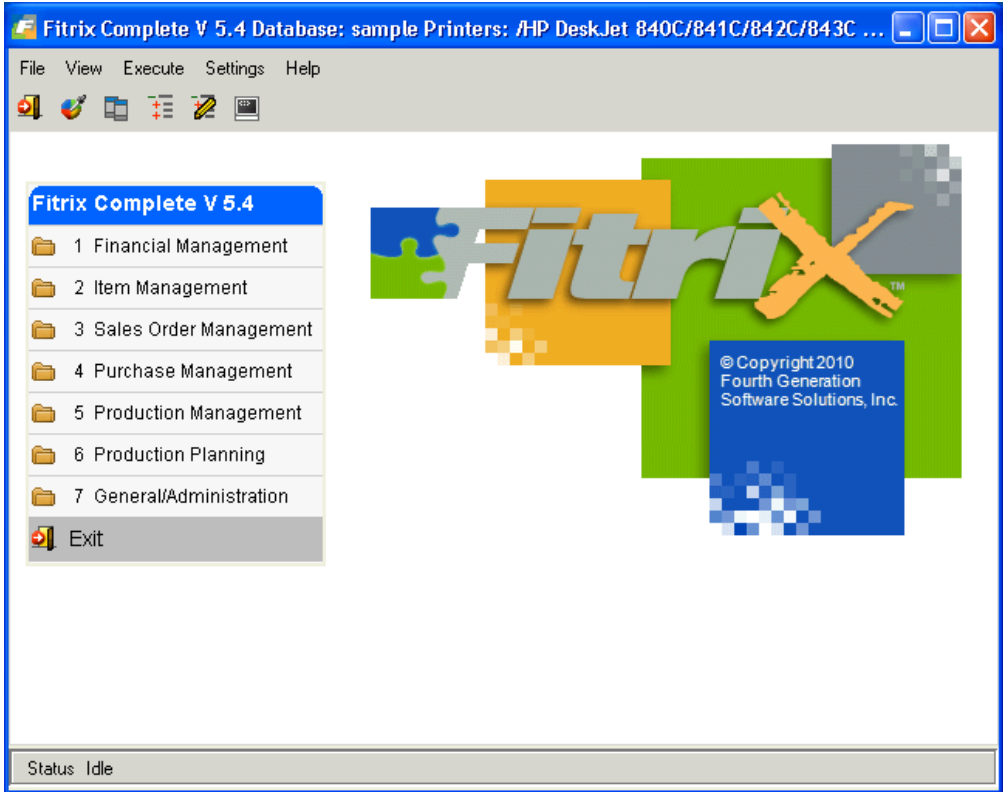 Fitrix Complete V 5.4 Database: sample Printers: /HP DeskJet 840C/841C/842C/843C ...
File View Execute Settings Help
Fitrix Complete V 5.4
1 Financial Management
2 Item Management
3 Sales Order Management
4 Purchase Management
5 Production Management
6 Production Planning
7 General/Administration
Exit
FitriX™
© Copyright 2010
Fourth Generation
Software Solutions, Inc.
Status Idle